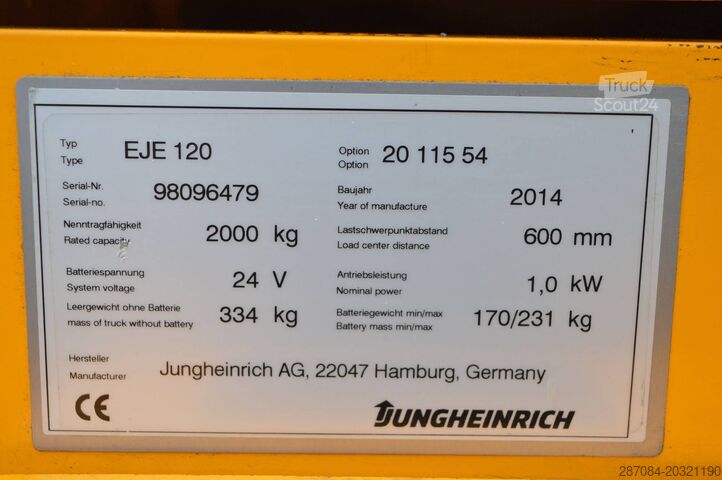 Truck
Scout24
Typ
Type
EJE 120
Option
Option
20 115 54
Serial-Nr.
Serial-no.
98096479
Baujahr
Year of manufacture
2014
Nenntragfähigkeit
Rated capacity
2000 kg
Lastschwerpunktabstand
Load center distance
600 mm
Batteriespannung
System voltage
24 V
Antriebsleistung
Nominal power
1,0 kW
Leergewicht ohne Batterie
mass of truck without battery
334 kg
Batteriegewicht min/max
Battery mass min/max
170/231 kg
Hersteller
Manufacturer
Jungheinrich AG, 22047 Hamburg, Germany
CE
JUNGHEINRICH
287084-20321190